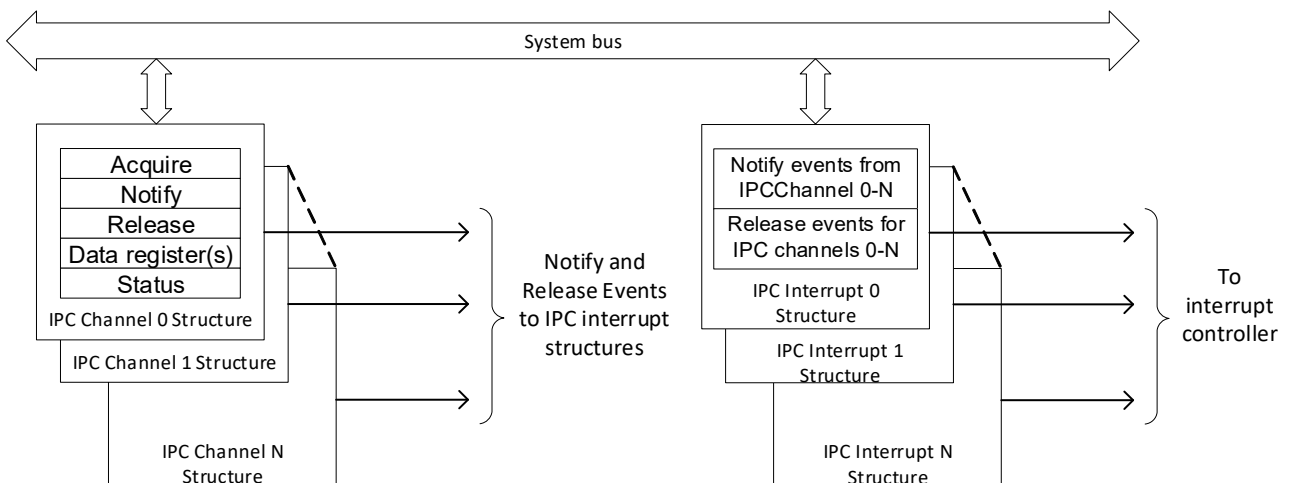 System bus
Acquire
Notify
Release
Data register(s)
Status
IPC Channel 0 Structure
IPC Channel 1 Structure
IPC Channel N
Structure
Notify and
Release Events
to IPC interrupt
structures
Notify events from
IPCChannel 0-N
Release events for
IPC channels 0-N
IPC Interrupt 0
Structure
IPC Interrupt 1
Structure
IPC Interrupt N
Structure
To
interrupt
controller